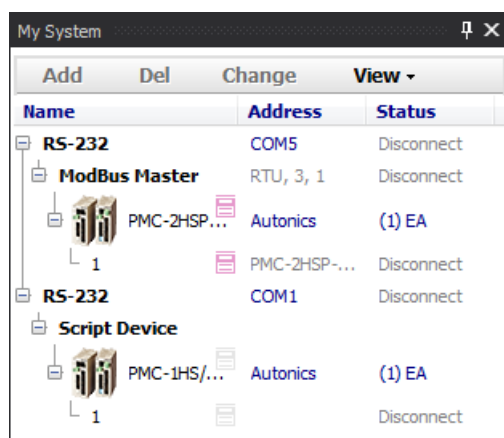 My System
Add Del Change View
Name Address Status
RS-232 COM5 Disconnect
ModBus Master RTU, 3, 1 Disconnect
PMC-2HSP... Autonics (1) EA
1 PMC-2HSP-... Disconnect
RS-232 COM1 Disconnect
Script Device
PMC-1HS/... Autonics (1) EA
1 Disconnect